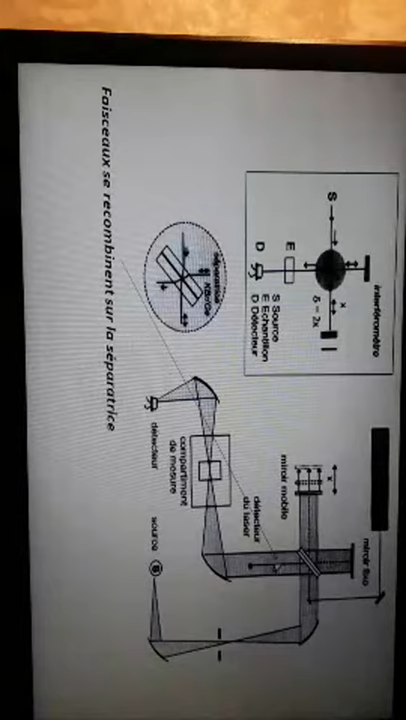 interféromètre
S
E
D
x
δ = 2x
S Source
E Echantillon
D Détecteur
séparatrice
miroir fixe
miroir mobile
x
détecteur
du laser
compartiment
de mesure
détecteur
source
S
Faisceaux se recombinent sur la séparatrice